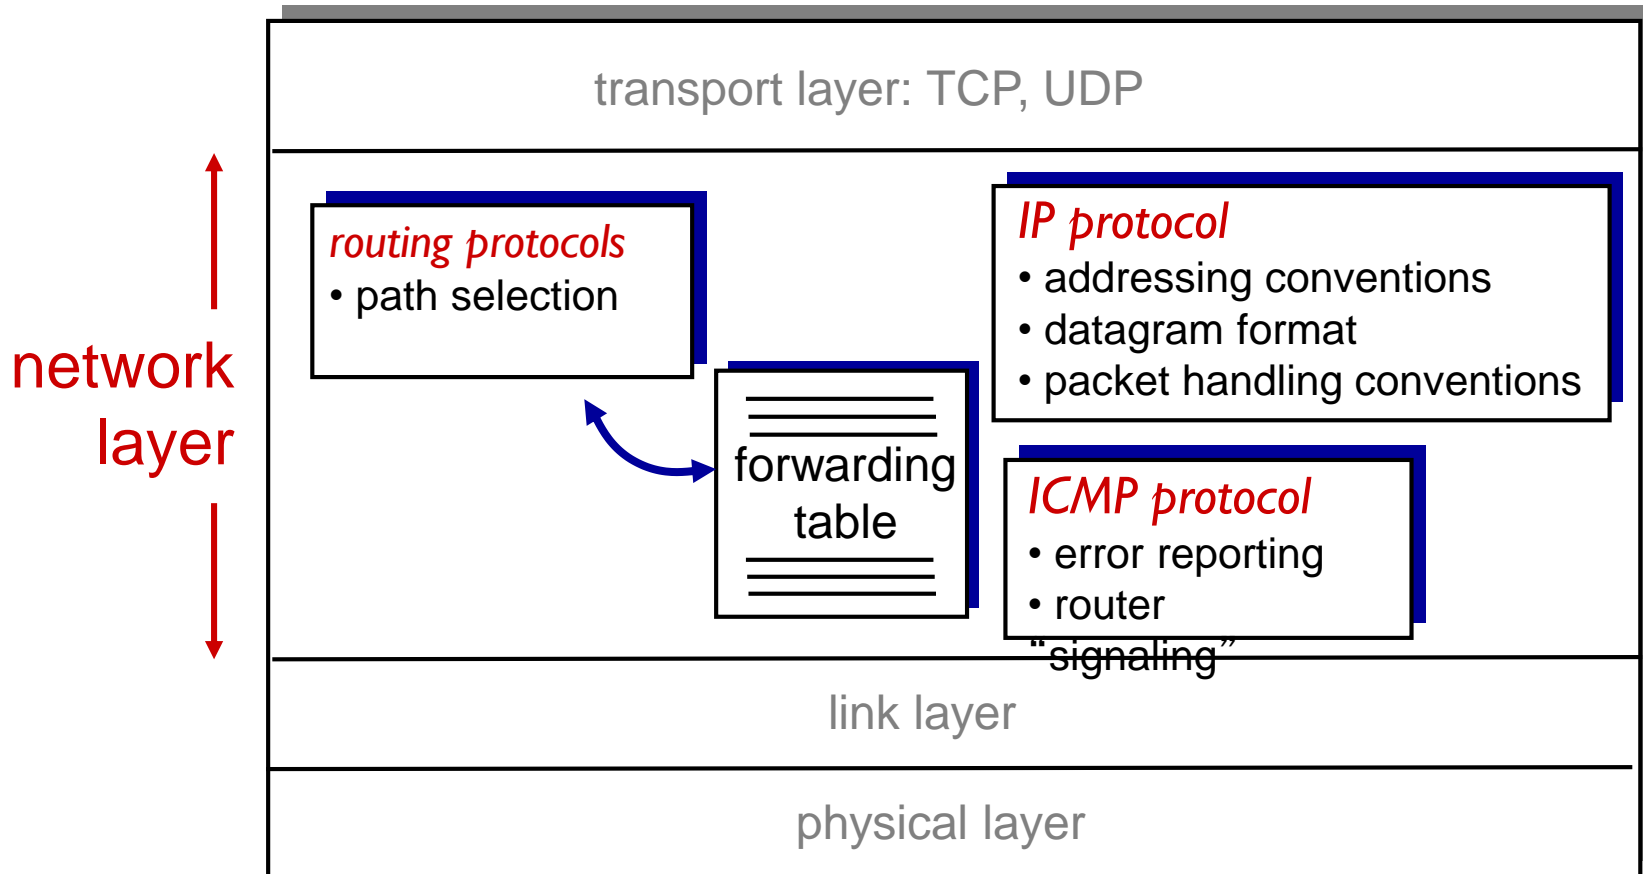 transport layer: TCP, UDP
network
layer
routing protocols
• path selection
forwarding
table
IP protocol
• addressing conventions
• datagram format
• packet handling conventions
ICMP protocol
• error reporting
• router
“signaling”
link layer
physical layer